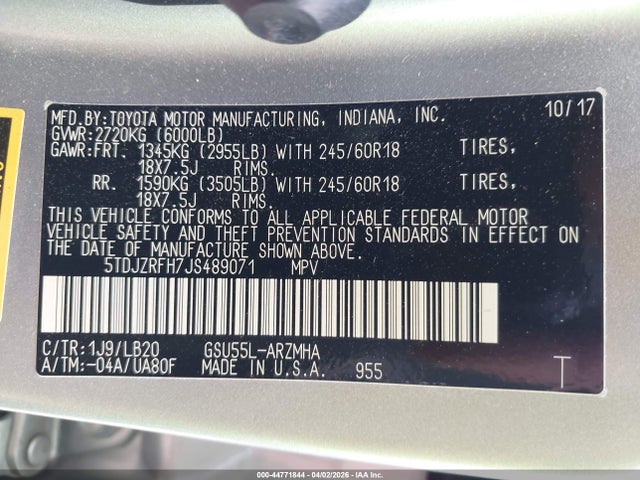 MFD.BY:TOYOTA MOTOR MANUFACTURING, INDIANA, INC. 10/17
GVWR:2720KG (6000LB)
GAWR:FRT. 1345KG (2955LB) WITH 245/60R18 TIRES,
18X7.5J RIMS.
RR. 1590KG (3505LB) WITH 245/60R18 TIRES,
18X7.5J RIMS.
THIS VEHICLE CONFORMS TO ALL APPLICABLE FEDERAL MOTOR
VEHICLE SAFETY AND THEFT PREVENTION STANDARDS IN EFFECT ON
THE DATE OF MANUFACTURE SHOWN ABOVE.
5TDJZRFH7JS489071 MPV
C/TR:1J9/LB20 GSU55L-ARZMHA
A/TM:-04A/UA80F MADE IN U.S.A. 955 T
000-44771844 04/02/2026 IAAI.COM